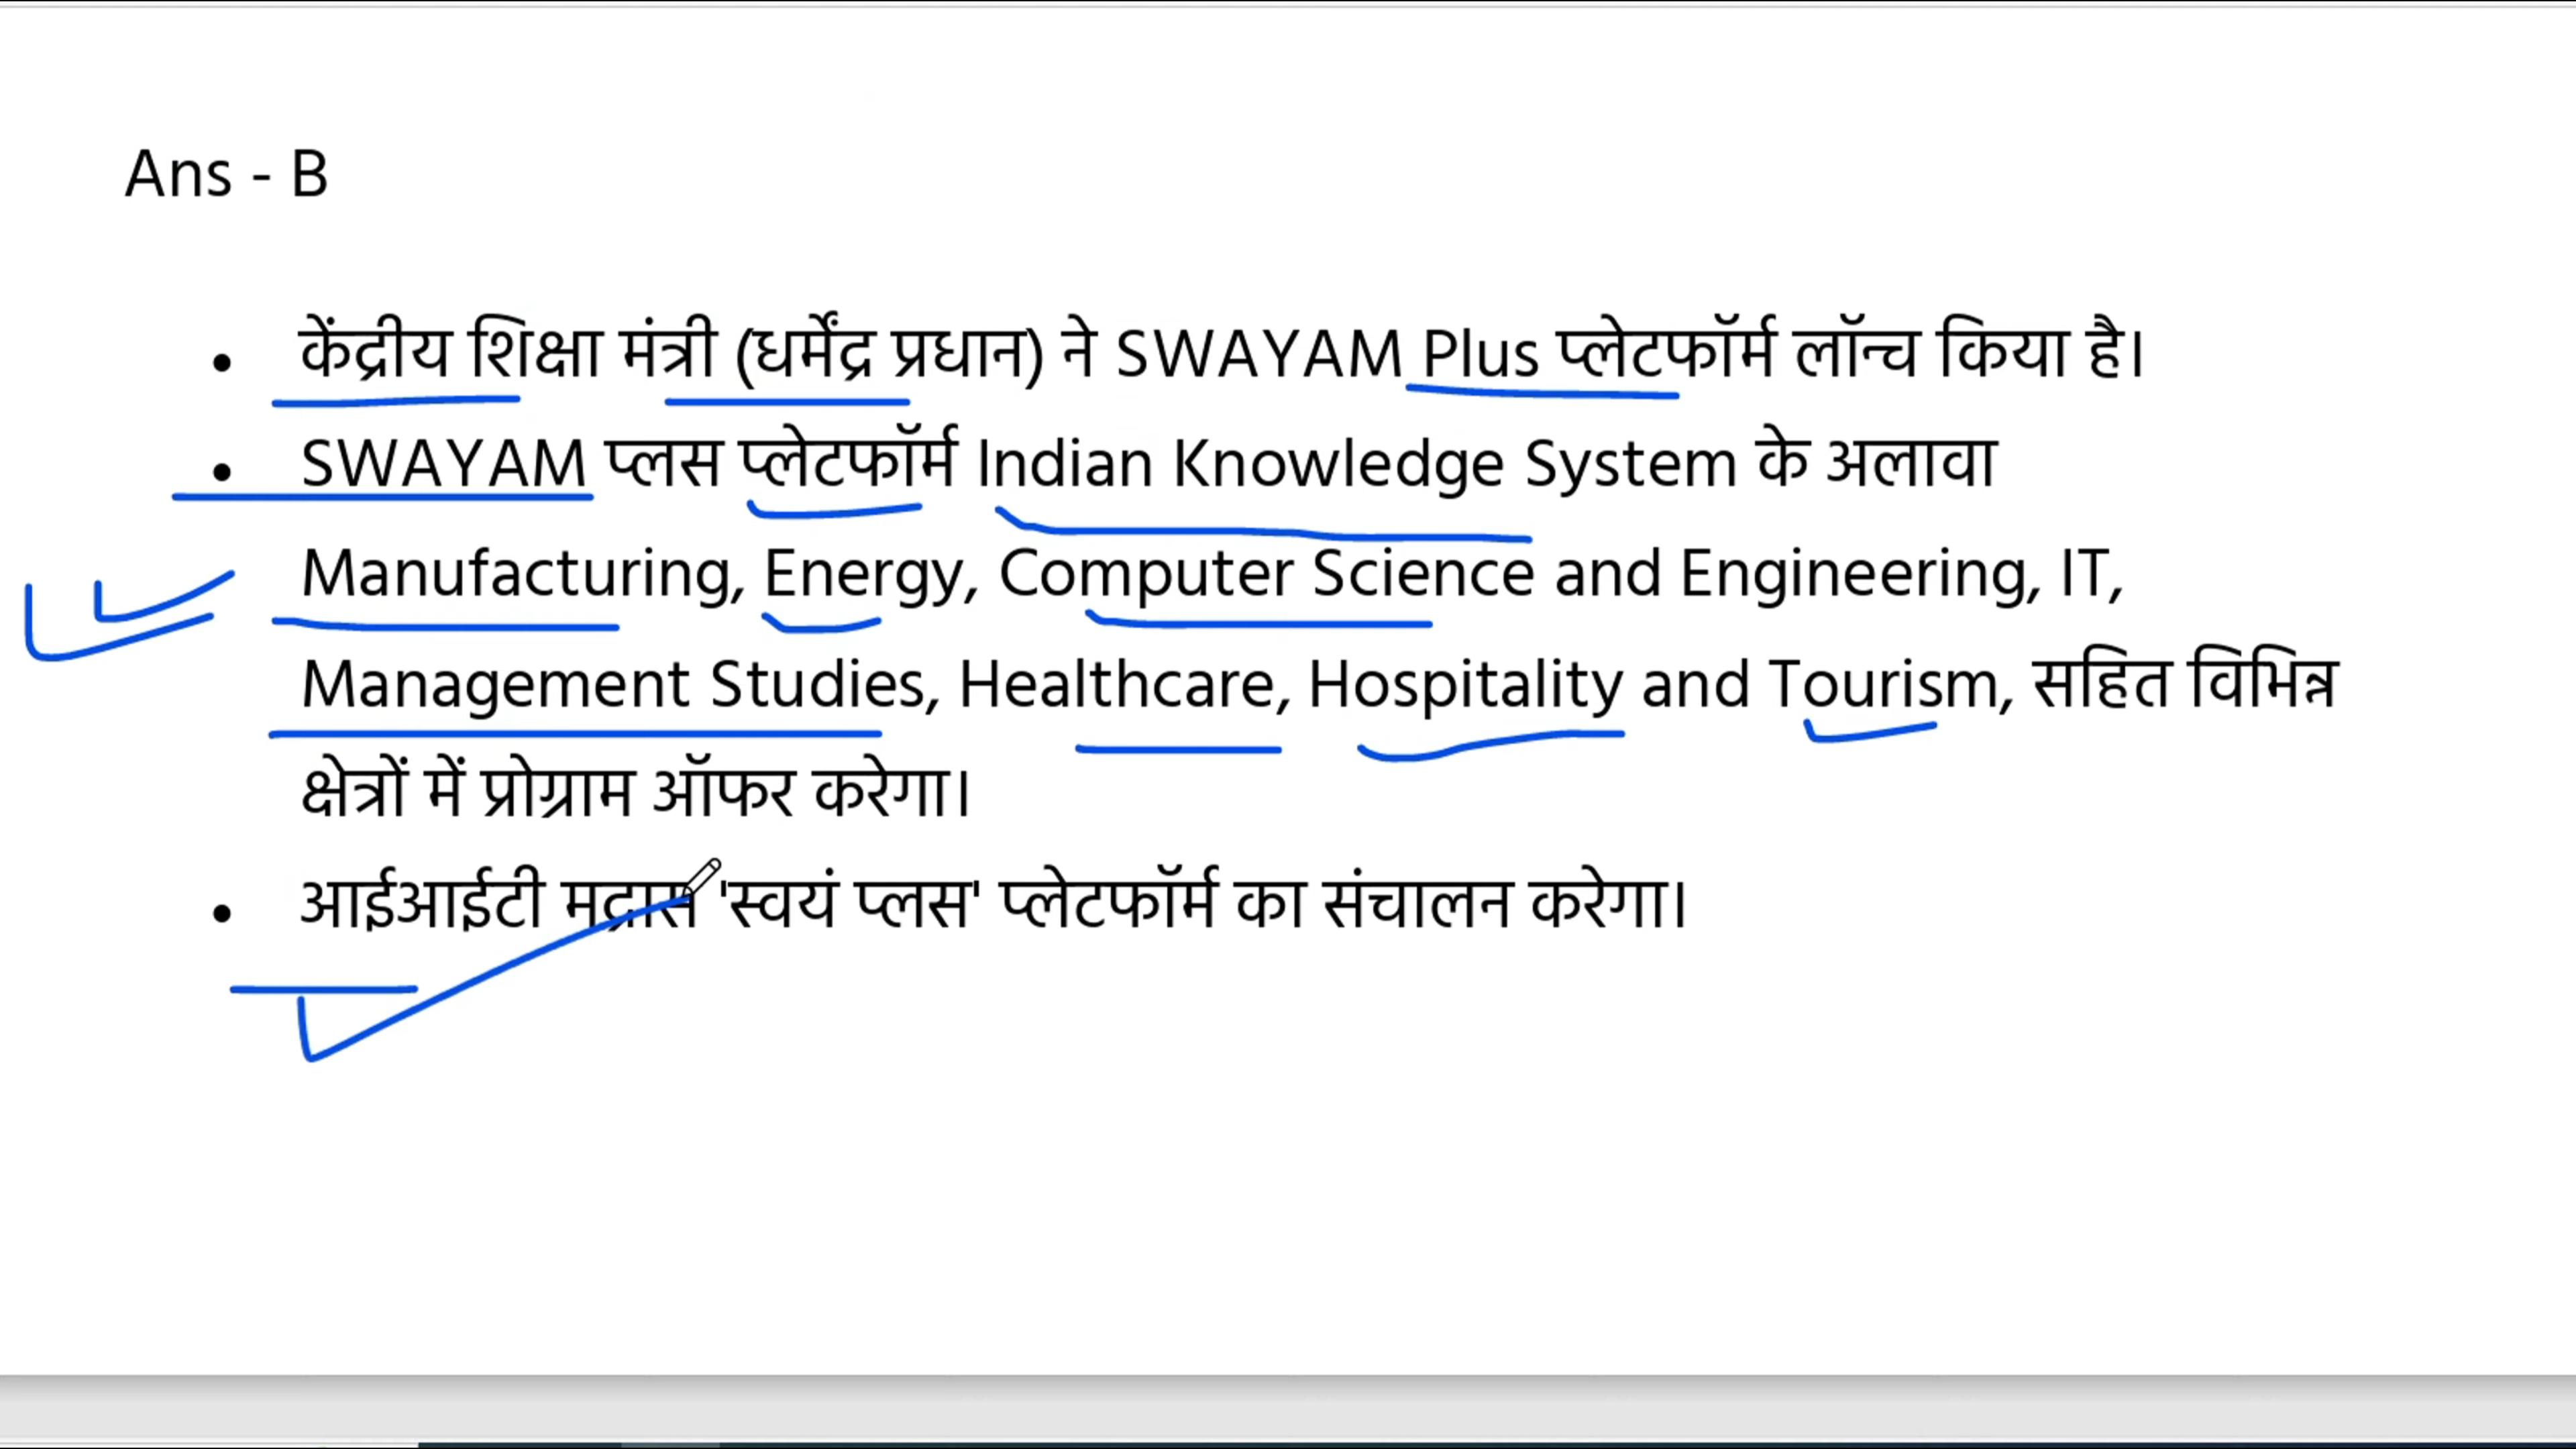 Ans - B
• केंद्रीय शिक्षा मंत्री (धर्मेंद्र प्रधान) ने SWAYAM Plus प्लेटफॉर्म लॉन्च किया है।
• SWAYAM प्लस प्लेटफॉर्म Indian Knowledge System के अलावा
Manufacturing, Energy, Computer Science and Engineering, IT,
Management Studies, Healthcare, Hospitality and Tourism, सहित विभिन्न
क्षेत्रों में प्रोग्राम ऑफर करेगा।
• आईआईटी मद्रास 'स्वयं प्लस' प्लेटफॉर्म का संचालन करेगा।